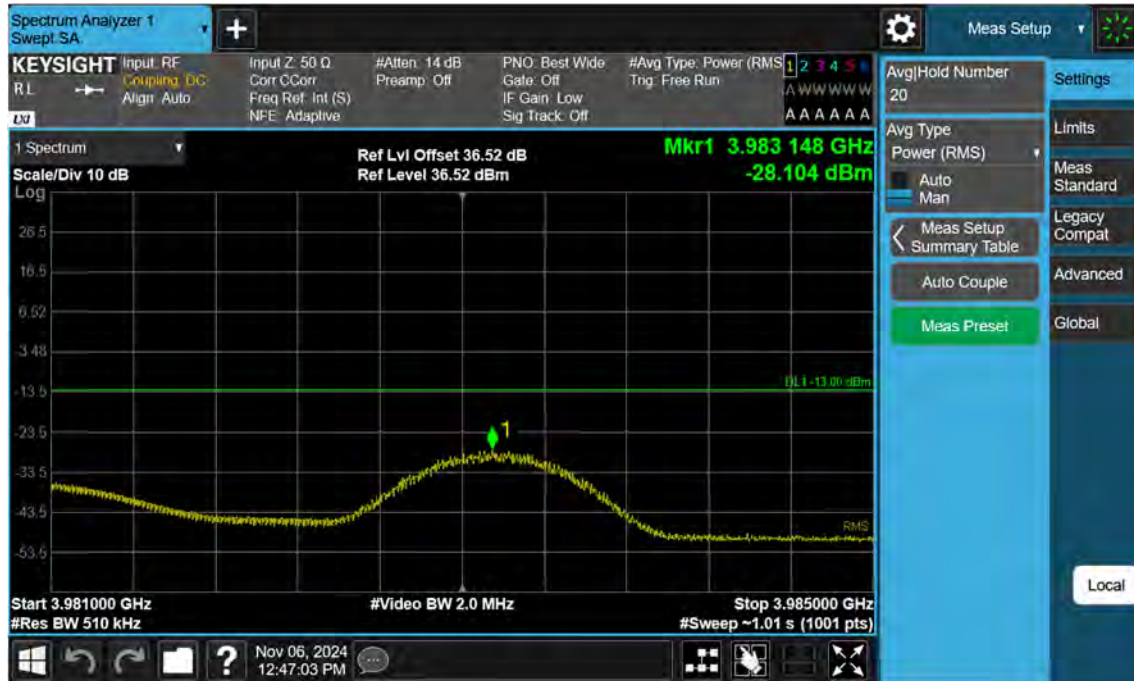 Spectrum Analyzer 1
Swept SA
+
Meas Setup
KEYSIGHT
RL
LXI
Input: RF
Coupling: DC
Align: Auto
Input Z: 50 Ω
Corr CCorr
Freq Ref: Int (S)
NFE: Adaptive
#Atten: 14 dB
Preamp: Off
PNO: Best Wide
Gate: Off
IF Gain: Low
Sig Track: Off
#Avg Type: Power (RMS)
Trig: Free Run
1 2 3 4 5 6
A W W W W W
A A A A A A
1 Spectrum
Scale/Div 10 dB
Log
Ref Lvl Offset 36.52 dB
Ref Level 36.52 dBm
Mkr1 3.983 148 GHz
-28.104 dBm
26.5
16.5
6.52
-3.48
-13.5
-23.5
-33.5
-43.5
-53.5
DL1 -13.00 dBm
1
RMS
Start 3.981000 GHz
#Res BW 510 kHz
#Video BW 2.0 MHz
Stop 3.985000 GHz
#Sweep ~1.01 s (1001 pts)
Avg|Hold Number
20
Avg Type
Power (RMS)
Auto
Man
Meas Setup
Summary Table
Auto Couple
Meas Preset
Settings
Limits
Meas
Standard
Legacy
Compat
Advanced
Global
Local
?
Nov 06, 2024
12:47:03 PM